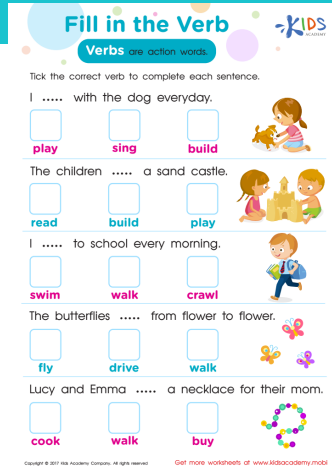 Fill in the Verb
KIDS
ACADEMY
Verbs are action words.
Tick the correct verb to complete each sentence.
I ..... with the dog everyday.
play sing build
The children ..... a sand castle.
read build play
I ..... to school every morning.
swim walk crawl
The butterflies ..... from flower to flower.
fly drive walk
Lucy and Emma ..... a necklace for their mom.
cook walk buy
Copyright © 2017 Kids Academy Company. All rights reserved
Get more worksheets at www.kidsacademy.mobi